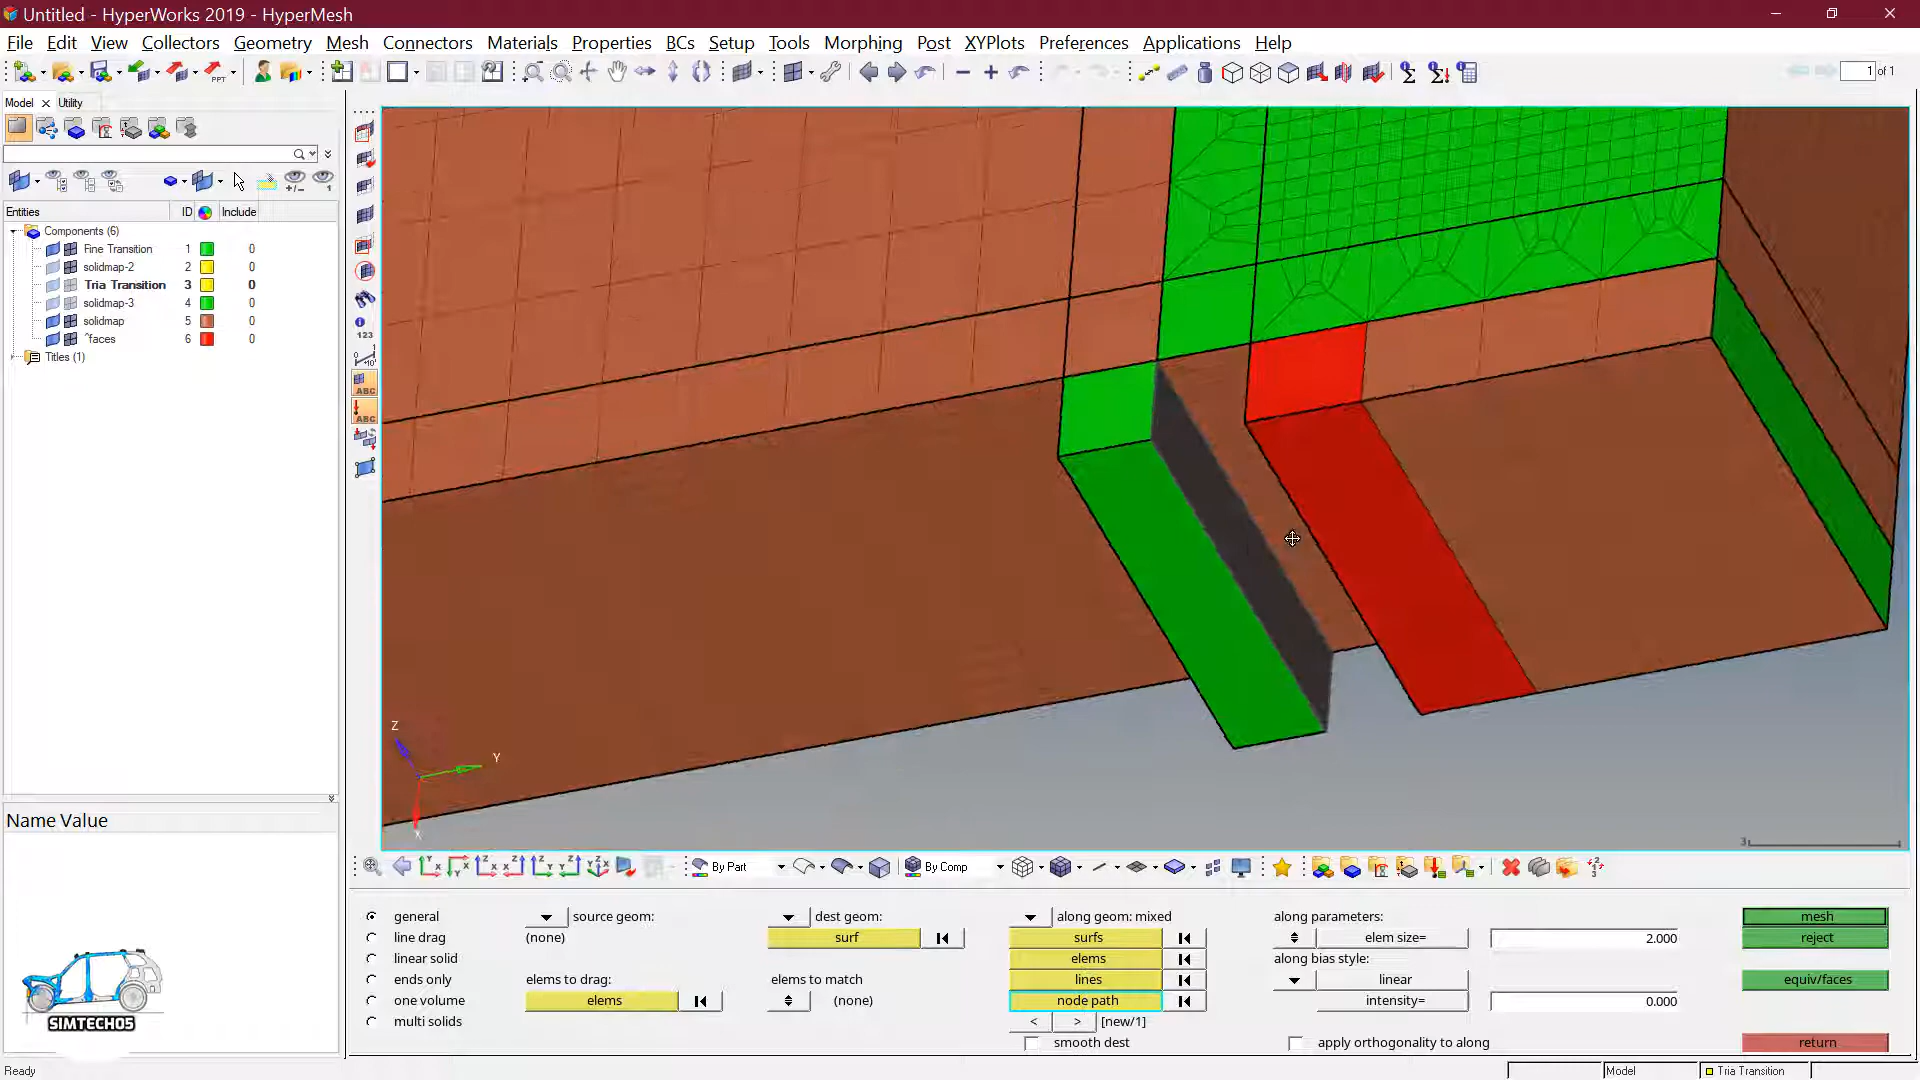 Untitled - HyperWorks 2019 - HyperMesh
File Edit View Collectors Geometry Mesh Connectors Materials Properties BCs Setup Tools Morphing Post XYPlots Preferences Applications Help
PPT
1 of 1
Model Utility
Entities ID Include
Components (6)
Fine Transition 1 0
solidmap-2 2 0
Tria Transition 3 0
solidmap-3 4 0
solidmap 5 0
^faces 6 0
Titles (1)
123
ABC
ABC
Z
Y
X
3
Name Value
SIMTECH05
By Part
By Comp
general
line drag
linear solid
ends only
one volume
multi solids
source geom:
(none)
elems to drag:
elems
dest geom:
surf
elems to match
(none)
along geom: mixed
surfs
elems
lines
node path
< > [new/1]
smooth dest
along parameters:
elem size= 2.000
along bias style:
linear
intensity= 0.000
apply orthogonality to along
mesh
reject
equiv/faces
return
Ready
Model
Tria Transition